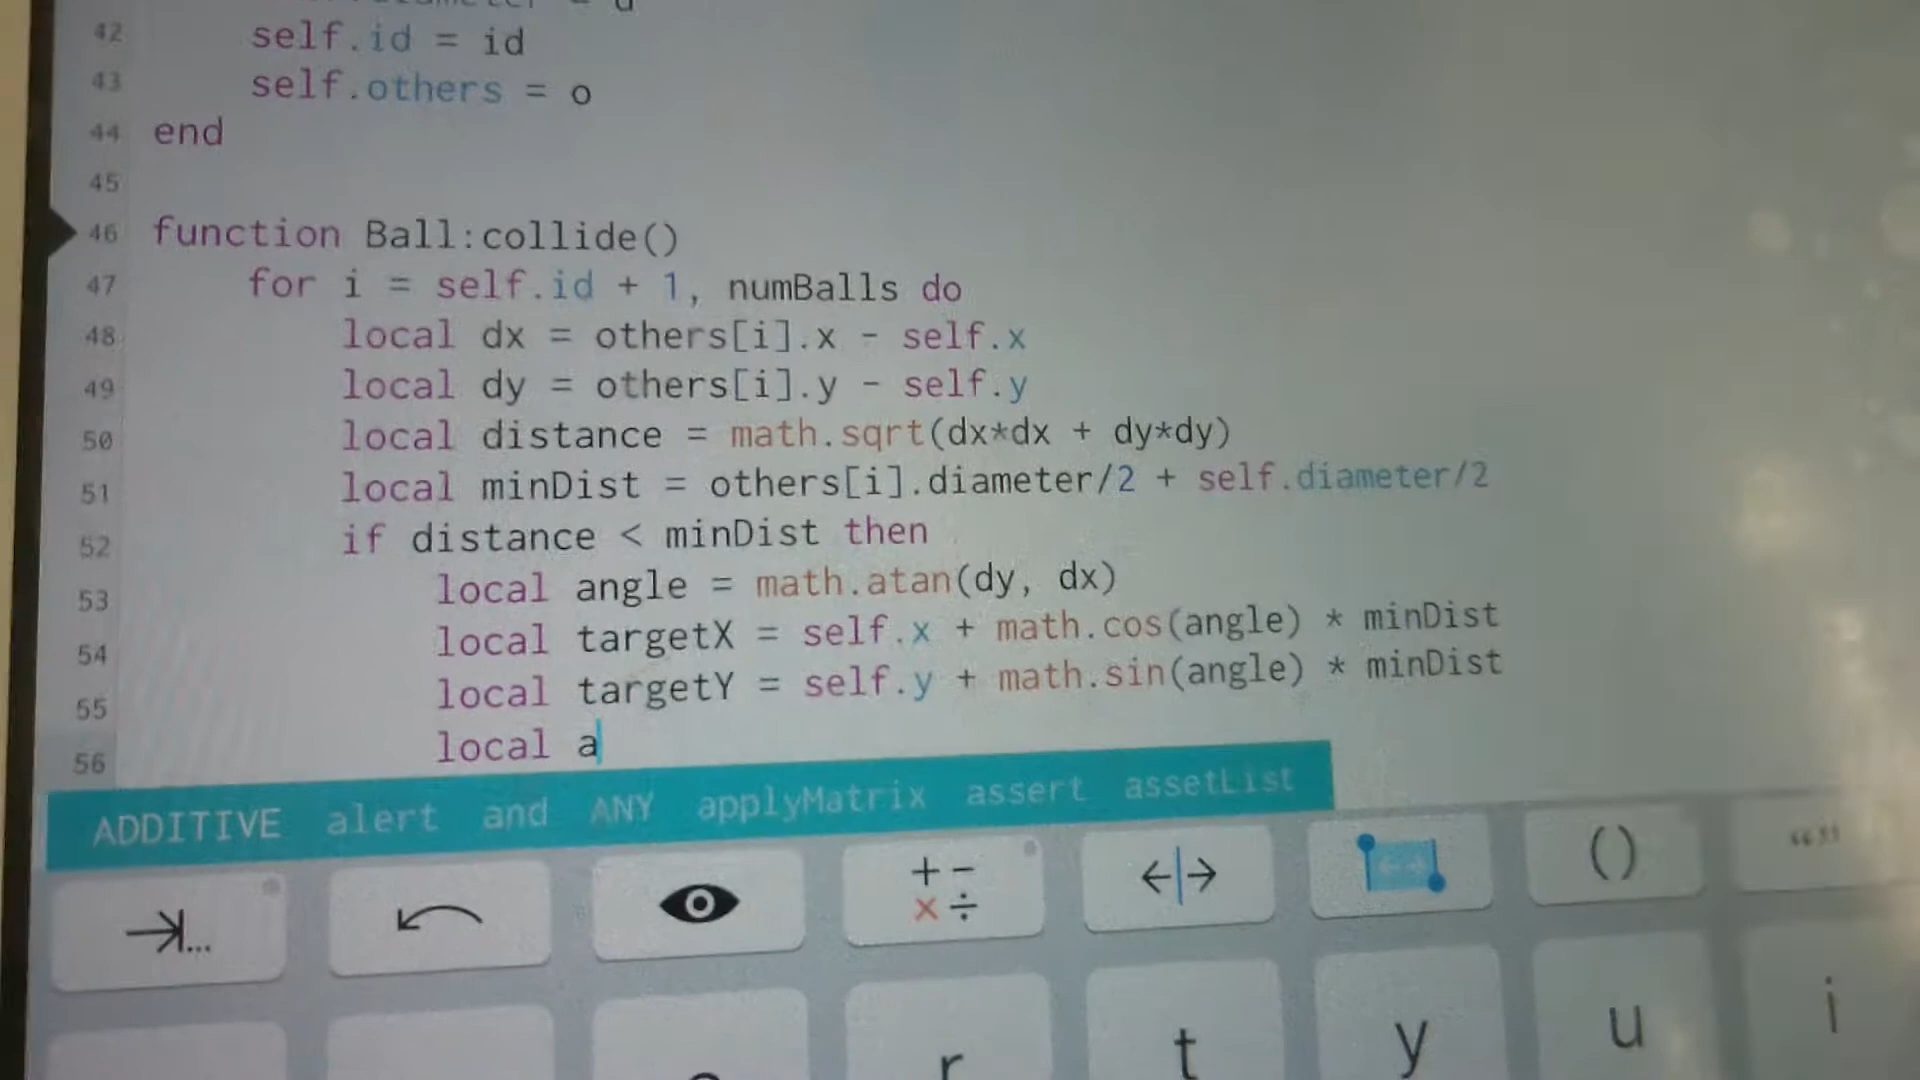 42 self.id = id
43 self.others = o
44 end
45
46 function Ball:collide()
47 for i = self.id + 1, numBalls do
48 local dx = others[i].x - self.x
49 local dy = others[i].y - self.y
50 local distance = math.sqrt(dx*dx + dy*dy)
51 local minDist = others[i].diameter/2 + self.diameter/2
52 if distance < minDist then
53 local angle = math.atan(dy, dx)
54 local targetX = self.x + math.cos(angle) * minDist
55 local targetY = self.y + math.sin(angle) * minDist
56 local a
ADDITIVE alert and ANY applyMatrix assert assetList
... + - × ÷ () “”
r t y u i